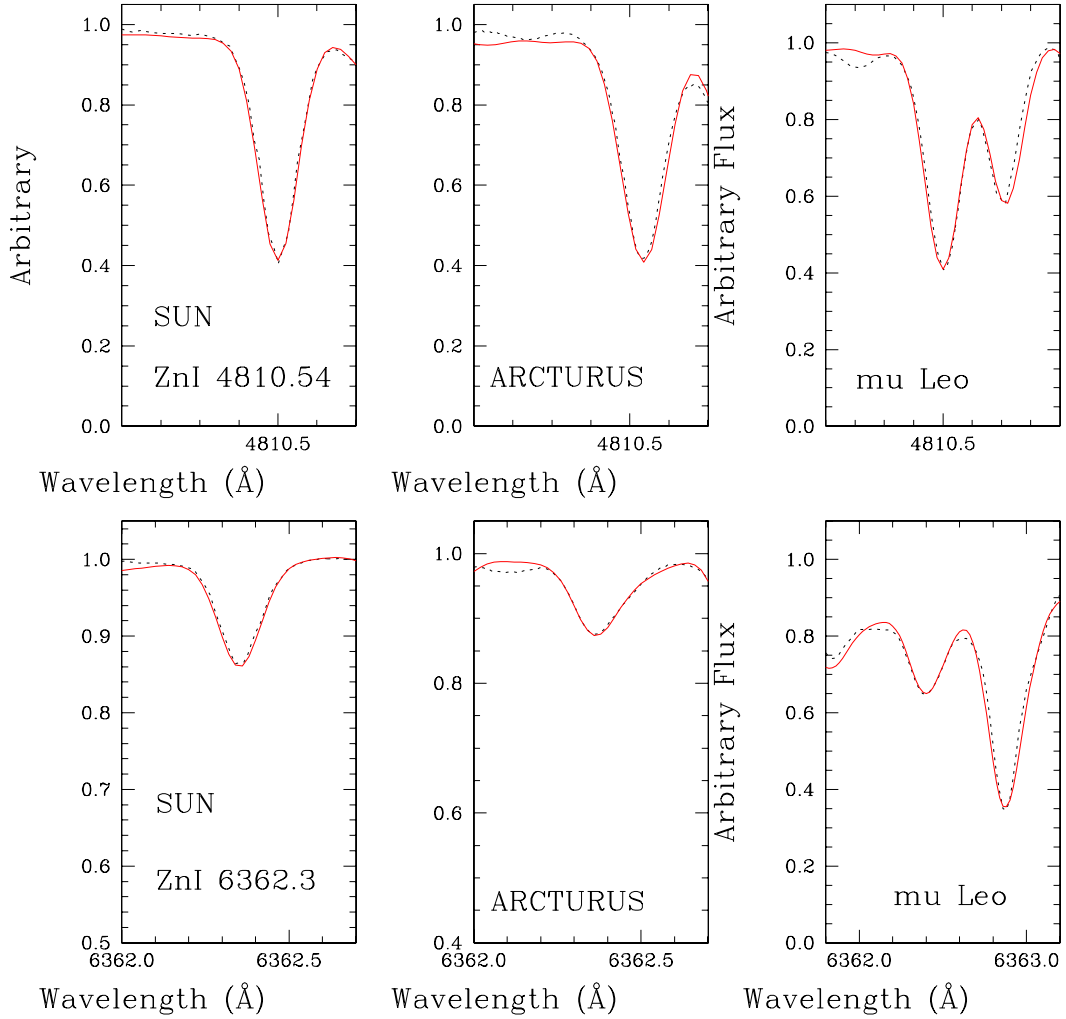 1.0
0.8
0.6
0.4
0.2
0.0
Arbitrary
SUN
ZnI 4810.54
4810.5
Wavelength (Å)
1.0
0.8
0.6
0.4
0.2
0.0
ARCTURUS
4810.5
Wavelength (Å)
Arbitrary Flux
1.0
0.8
0.6
0.4
0.2
0.0
mu Leo
4810.5
1.0
0.9
0.8
0.7
0.6
0.5
SUN
ZnI 6362.3
6362.0
6362.5
Wavelength (Å)
1.0
0.8
0.6
0.4
ARCTURUS
6362.0
6362.5
Wavelength (Å)
Arbitrary Flux
1.0
0.8
0.6
0.4
0.2
0.0
mu Leo
6362.0
6363.0
Wavelength (Å)